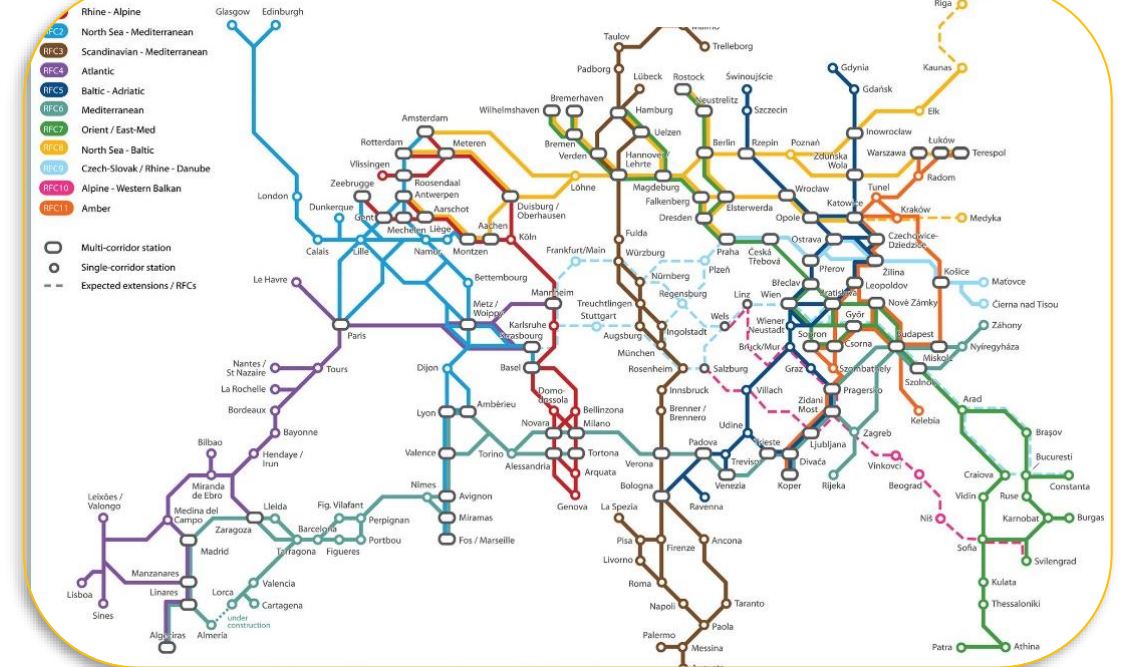 Rhine - Alpine
RFC2 North Sea - Mediterranean
RFC3 Scandinavian - Mediterranean
RFC4 Atlantic
RFC5 Baltic - Adriatic
RFC6 Mediterranean
RFC7 Orient / East-Med
RFC8 North Sea - Baltic
RFC9 Czech-Slovak / Rhine - Danube
RFC10 Alpine - Western Balkan
RFC11 Amber
Multi-corridor station
Single-corridor station
Expected extensions / RFCs
Glasgow
Edinburgh
London
Calais
Dunkerque
Lille
Zeebrugge
Gent
Vlissingen
Rotterdam
Amsterdam
Meteren
Roosendaal
Antwerpen
Mechelen
Aarschot
Liège
Namur
Montzen
Aachen
Köln
Duisburg /
Oberhausen
Löhne
Bettembourg
Metz /
Woippy
Strasbourg
Mannheim
Karlsruhe
Basel
Le Havre
Paris
Nantes /
St Nazaire
Tours
La Rochelle
Bordeaux
Bayonne
Hendaye /
Irun
Bilbao
Miranda
de Ebro
Leixões /
Valongo
Medina del
Campo
Zaragoza
Lleida
Madrid
Manzanares
Linares
Lisboa
Sines
Algeciras
Almeria
Lorca
under
construction
Cartagena
Valencia
Tarragona
Barcelona
Fig. Vilafant
Figueres
Perpignan
Portbou
Nîmes
Avignon
Miramas
Fos / Marseille
Valence
Lyon
Ambérieu
Dijon
Torino
Domo-
dossola
Bellinzona
Novara
Milano
Alessandria
Tortona
Arquata
Genova
Taulov
Padborg
Trelleborg
Lübeck
Hamburg
Uelzen
Hannover/
Lehrte
Wilhelmshaven
Bremerhaven
Bremen
Verden
Rostock
Neustrelitz
Berlin
Magdeburg
Falkenberg
Elsterwerda
Dresden
Świnoujście
Szczecin
Rzepin
Poznań
Fulda
Frankfurt/Main
Würzburg
Nürnberg
Treuchtlingen
Stuttgart
Augsburg
Ingolstadt
München
Rosenheim
Regensburg
Plzeň
Praha
Ceská
Třebová
Wels
Linz
Salzburg
Innsbruck
Brenner /
Brennero
Verona
Bologna
Padova
Treviso
Venezia
Ravenna
Udine
Villach
Trieste
Koper
Divača
Ljubljana
Zidani
Most
Pragersko
Graz
Bruck/Mur
Wiener
Neustadt
Wien
Břeclav
Bratislava
Přerov
Ostrava
Leopoldov
Žilina
Nové Zámky
Sopron
Csorna
Győr
Szombathely
Budapest
Szolnok
Kelebia
Miskolc
Nyíregyháza
Záhony
Košice
Maťovce
Čierna nad Tisou
Gdynia
Gdańsk
Inowrocław
Zduńska
Wola
Katowice
Wrocław
Opole
Tunel
Kraków
Czechowice-
Dziedzice
Medyka
Warszawa
Łuków
Terespol
Radom
Ełk
Kaunas
Riga
Rijeka
Zagreb
Vinkovci
Beograd
Niš
Sofia
Vidin
Craiova
Arad
Braşov
Bucuresti
Constanta
Ruse
Karnobat
Burgas
Svilengrad
Kulata
Thessaloniki
Patra
Athina
La Spezia
Pisa
Livorno
Firenze
Ancona
Roma
Napoli
Taranto
Paola
Palermo
Messina